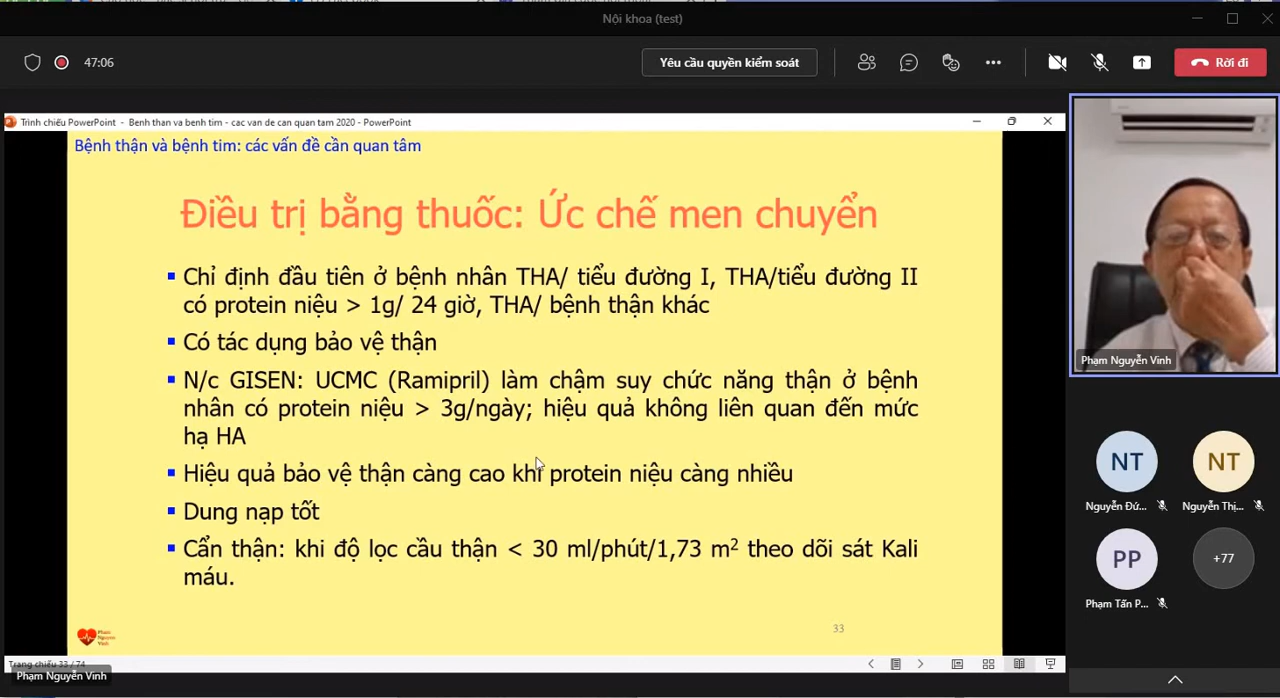 Nội khoa (test)
47:06
Yêu cầu quyền kiểm soát
Rời đi
Trình chiếu PowerPoint - Benh than va benh tim - cac van de can quan tam 2020 - PowerPoint
Bệnh thận và bệnh tim: các vấn đề cần quan tâm
Điều trị bằng thuốc: Ức chế men chuyển
Chỉ định đầu tiên ở bệnh nhân THA/ tiểu đường I, THA/tiểu đường II
có protein niệu > 1g/ 24 giờ, THA/ bệnh thận khác
Có tác dụng bảo vệ thận
N/c GISEN: UCMC (Ramipril) làm chậm suy chức năng thận ở bệnh
nhân có protein niệu > 3g/ngày; hiệu quả không liên quan đến mức
hạ HA
Hiệu quả bảo vệ thận càng cao khi protein niệu càng nhiều
Dung nạp tốt
Cẩn thận: khi độ lọc cầu thận < 30 ml/phút/1,73 m² theo dõi sát Kali
máu.
Phạm
Nguyễn
Vinh
33
Trang chiếu 33 / 74
Phạm Nguyễn Vinh
Phạm Nguyễn Vinh
NT
NT
Nguyễn Đứ...
Nguyễn Thị...
PP
+77
Phạm Tấn P...